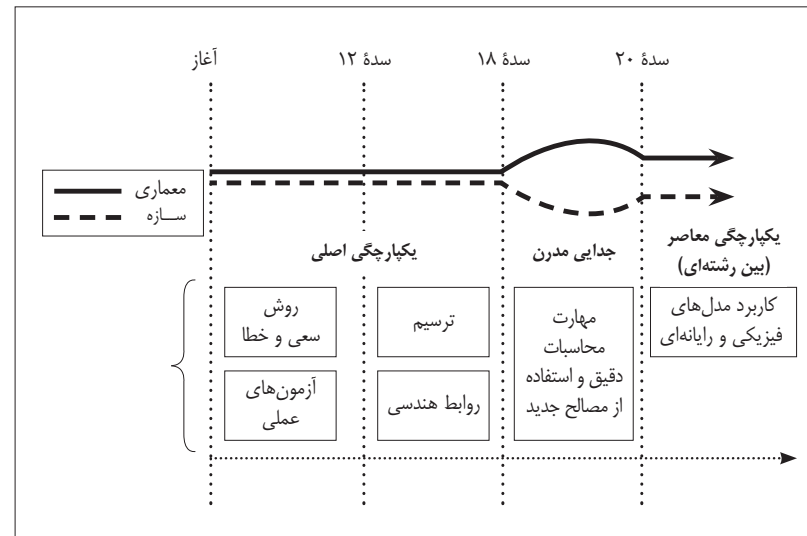 آغاز
سدهٔ ۱۲
سدهٔ ۱۸
سدهٔ ۲۰
معماری
ســازه
یکپارچگی اصلی
جدایی مدرن
یکپارچگی معاصر
(بین رشته‌ای)
روش
سعی و خطا
آزمون‌های
عملی
ترسیم
روابط هندسی
مهارت
محاسبات
دقیق و استفاده
از مصالح جدید
کاربرد مدل‌های
فیزیکی و رایانه‌ای